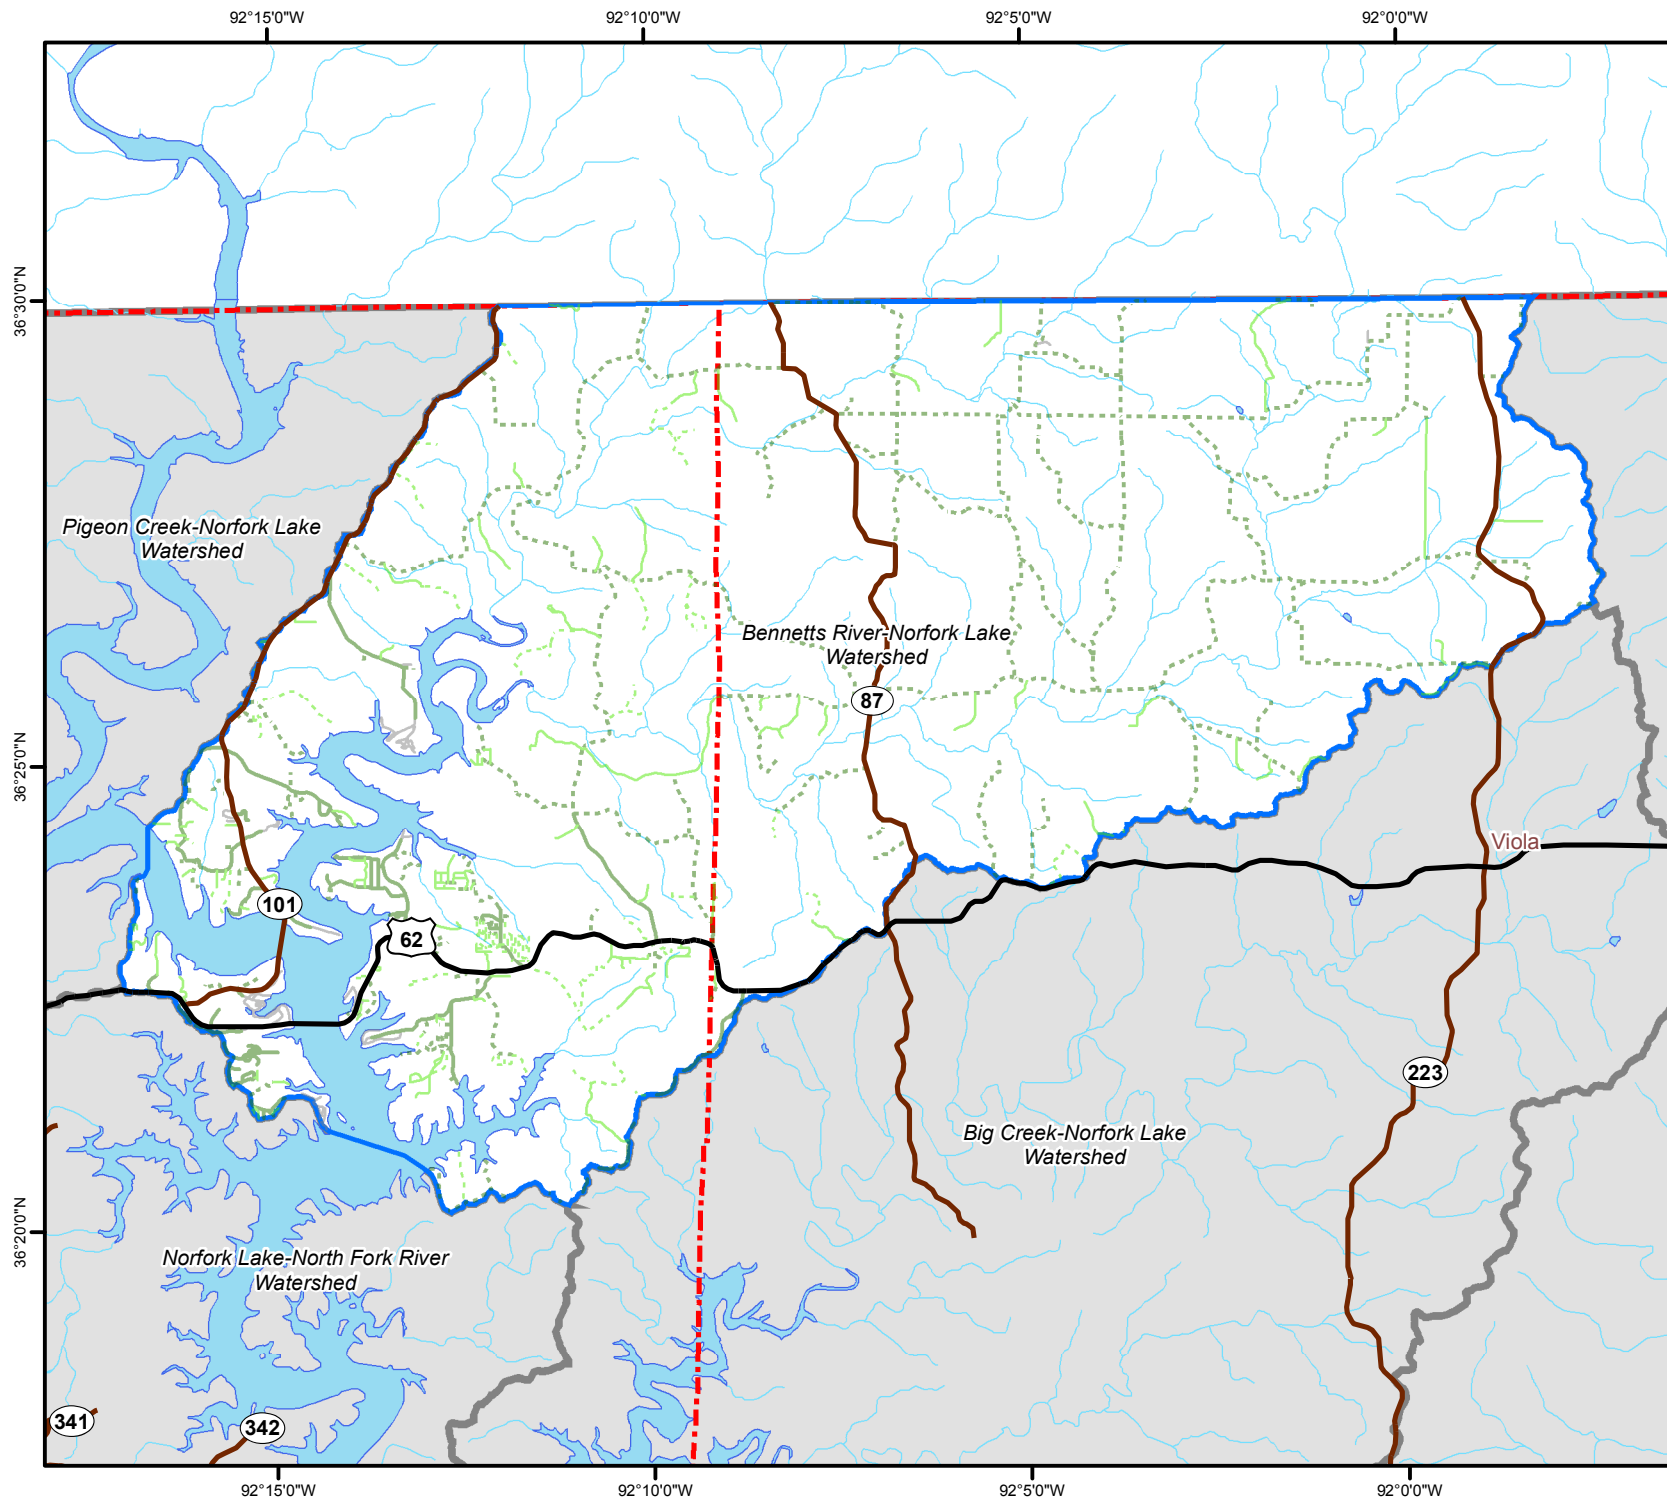 92°15'0"W
92°10'0"W
92°5'0"W
92°0'0"W
36°30'0"N
Pigeon Creek-Norfork Lake
Watershed
Bennetts River-Norfork Lake
Watershed
87
36°25'0"N
Viola
101
62
223
Big Creek-Norfork Lake
Watershed
36°20'0"N
Norfork Lake-North Fork River
Watershed
341
342
92°15'0"W
92°10'0"W
92°5'0"W
92°0'0"W